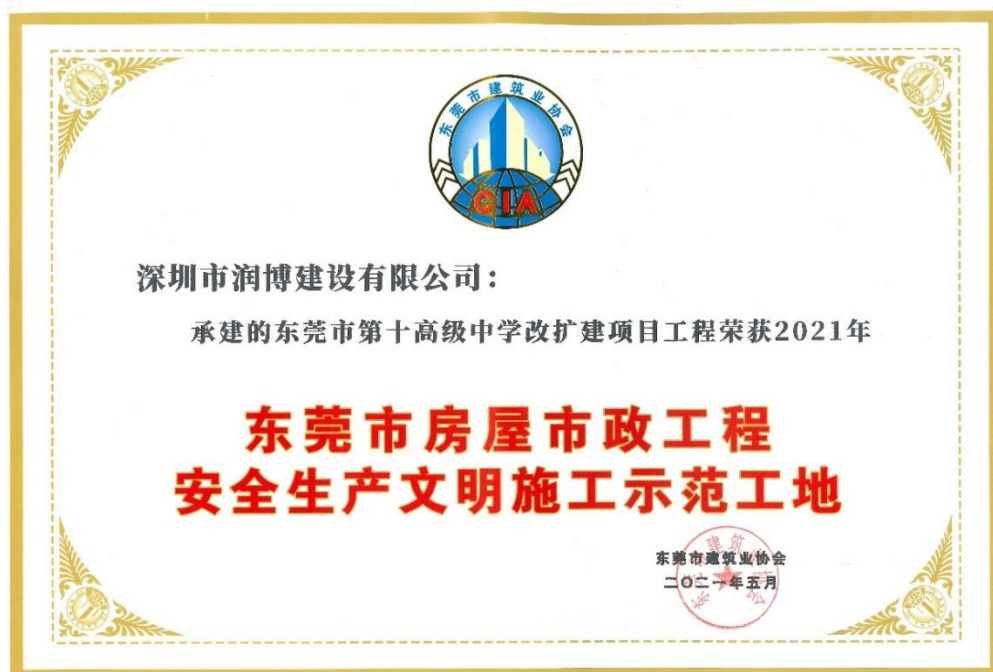 东莞市建筑业协会
CIA
深圳市润博建设有限公司：
承建的东莞市第十高级中学改扩建项目工程荣获2021年
东莞市房屋市政工程
安全生产文明施工示范工地
东莞市建筑业协会
二〇二一年五月